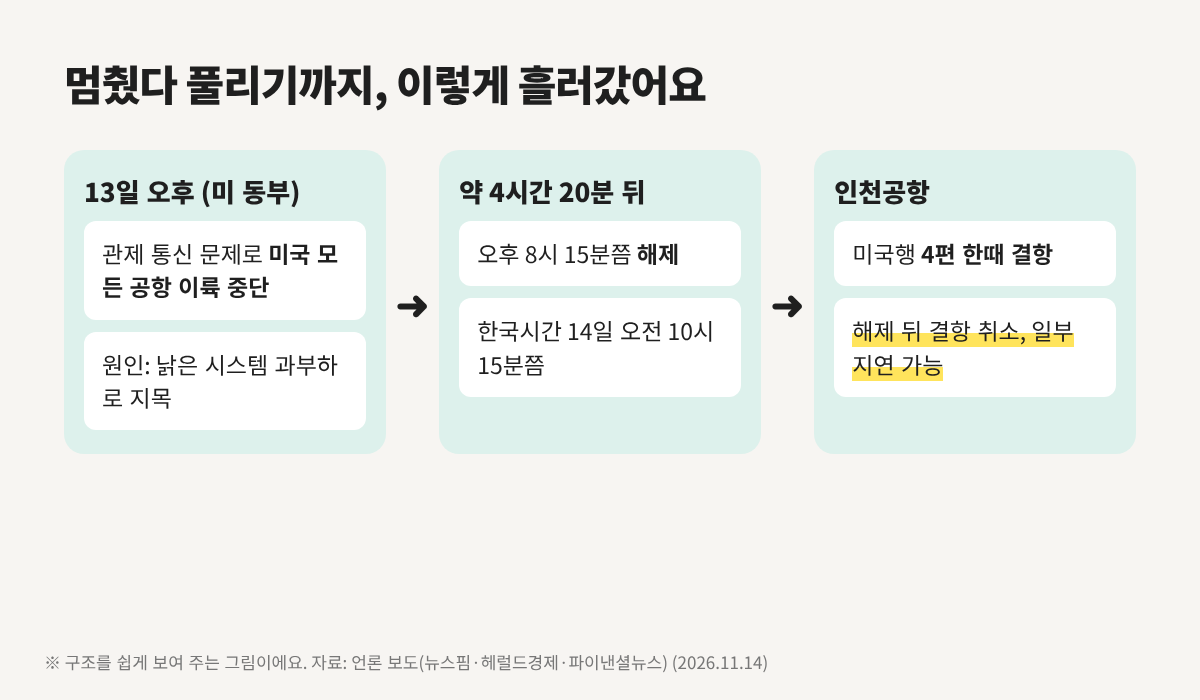 멈췄다 풀리기까지, 이렇게 흘러갔어요
13일 오후 (미 동부)
관제 통신 문제로 미국 모
든 공항 이륙 중단
원인: 낡은 시스템 과부하
로 지목
약 4시간 20분 뒤
오후 8시 15분쯤 해제
한국시간 14일 오전 10시
15분쯤
인천공항
미국행 4편 한때 결항
해제 뒤 결항 취소, 일부
지연 가능
※ 구조를 쉽게 보여 주는 그림이에요. 자료: 언론 보도(뉴스핌·헤럴드경제·파이낸셜뉴스) (2026.11.14)